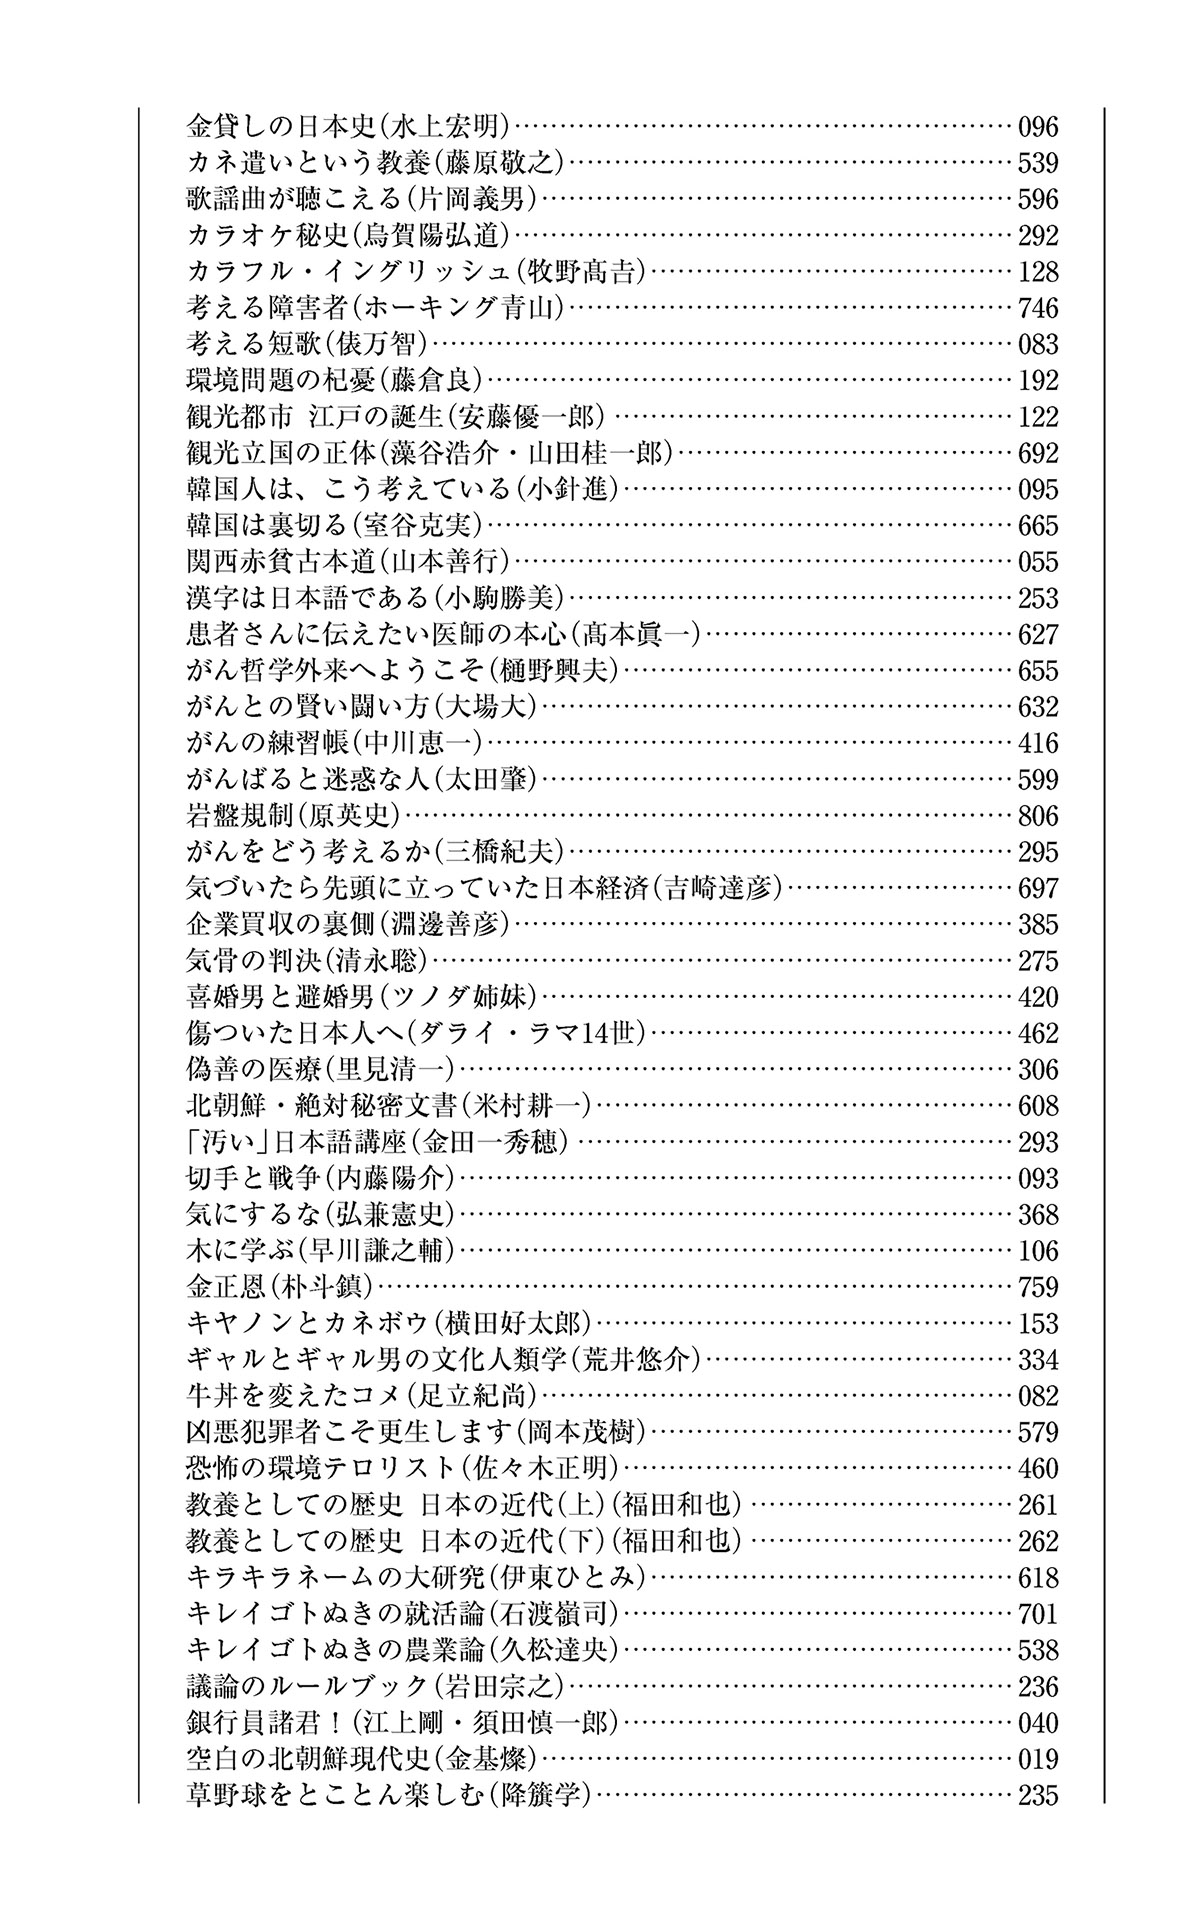 金貸しの日本史(水上宏明)……096
カネ遣いという教養(藤原敬之)……539
歌謡曲が聴こえる(片岡義男)……596
カラオケ秘史(烏賀陽弘道)……292
カラフル・イングリッシュ(牧野髙𠮷)……128
考える障害者(ホーキング青山)……746
考える短歌(俵万智)……083
環境問題の杞憂(藤倉良)……192
観光都市 江戸の誕生(安藤優一郎)……122
観光立国の正体(藻谷浩介・山田桂一郎)……692
韓国人は、こう考えている(小針進)……095
韓国は裏切る(室谷克実)……665
関西赤貧古本道(山本善行)……055
漢字は日本語である(小駒勝美)……253
患者さんに伝えたい医師の本心(髙本眞一)……627
がん哲学外来へようこそ(樋野興夫)……655
がんとの賢い闘い方(大場大)……632
がんの練習帳(中川恵一)……416
がんばると迷惑な人(太田肇)……599
岩盤規制(原英史)……806
がんをどう考えるか(三橋紀夫)……295
気づいたら先頭に立っていた日本経済(吉崎達彦)……697
企業買収の裏側(淵邊善彦)……385
気骨の判決(清永聡)……275
喜婚男と避婚男(ツノダ姉妹)……420
傷ついた日本人へ(ダライ・ラマ14世)……462
偽善の医療(里見清一)……306
北朝鮮・絶対秘密文書(米村耕一)……608
「汚い」日本語講座(金田一秀穂)……293
切手と戦争(内藤陽介)……093
気にするな(弘兼憲史)……368
木に学ぶ(早川謙之輔)……106
金正恩(朴斗鎮)……759
キヤノンとカネボウ(横田好太郎)……153
ギャルとギャル男の文化人類学(荒井悠介)……334
牛丼を変えたコメ(足立紀尚)……082
凶悪犯罪者こそ更生します(岡本茂樹)……579
恐怖の環境テロリスト(佐々木正明)……460
教養としての歴史 日本の近代(上)(福田和也)……261
教養としての歴史 日本の近代(下)(福田和也)……262
キラキラネームの大研究(伊東ひとみ)……618
キレイゴトぬきの就活論(石渡嶺司)……701
キレイゴトぬきの農業論(久松達央)……538
議論のルールブック(岩田宗之)……236
銀行員諸君！(江上剛・須田慎一郎)……040
空白の北朝鮮現代史(金基燦)……019
草野球をとことん楽しむ(降籏学)……235